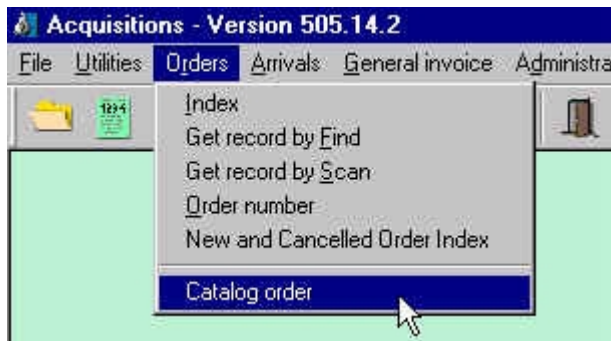 Acquisitions - Version 505.14.2
File Utilities Orders Arrivals General invoice Administra
1234
Index
Get record by Find
Get record by Scan
Order number
New and Cancelled Order Index
Catalog order